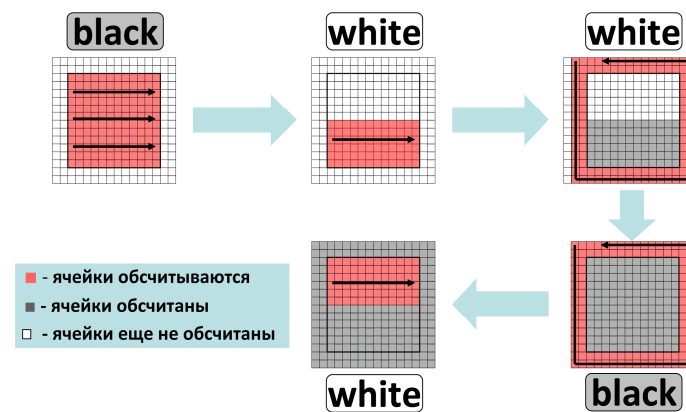 black
white
white
- ячейки обсчитываются
- ячейки обсчитаны
- ячейки еще не обсчитаны
white
black